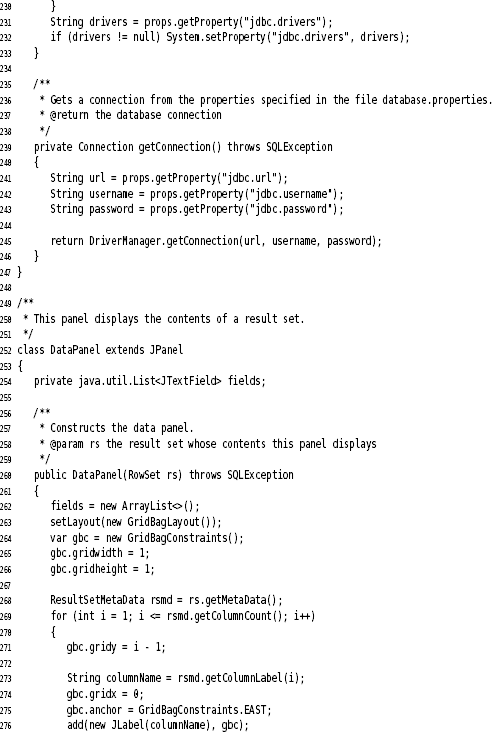 230       }
231       String drivers = props.getProperty("jdbc.drivers");
232       if (drivers != null) System.setProperty("jdbc.drivers", drivers);
233    }
234
235    /**
236     * Gets a connection from the properties specified in the file database.properties.
237     * @return the database connection
238     */
239    private Connection getConnection() throws SQLException
240    {
241       String url = props.getProperty("jdbc.url");
242       String username = props.getProperty("jdbc.username");
243       String password = props.getProperty("jdbc.password");
244
245       return DriverManager.getConnection(url, username, password);
246    }
247 }
248
249 /**
250  * This panel displays the contents of a result set.
251  */
252 class DataPanel extends JPanel
253 {
254    private java.util.List<JTextField> fields;
255
256    /**
257     * Constructs the data panel.
258     * @param rs the result set whose contents this panel displays
259     */
260    public DataPanel(RowSet rs) throws SQLException
261    {
262       fields = new ArrayList<>();
263       setLayout(new GridBagLayout());
264       var gbc = new GridBagConstraints();
265       gbc.gridwidth = 1;
266       gbc.gridheight = 1;
267
268       ResultSetMetaData rsmd = rs.getMetaData();
269       for (int i = 1; i <= rsmd.getColumnCount(); i++)
270       {
271          gbc.gridy = i - 1;
272
273          String columnName = rsmd.getColumnLabel(i);
274          gbc.gridx = 0;
275          gbc.anchor = GridBagConstraints.EAST;
276          add(new JLabel(columnName), gbc);